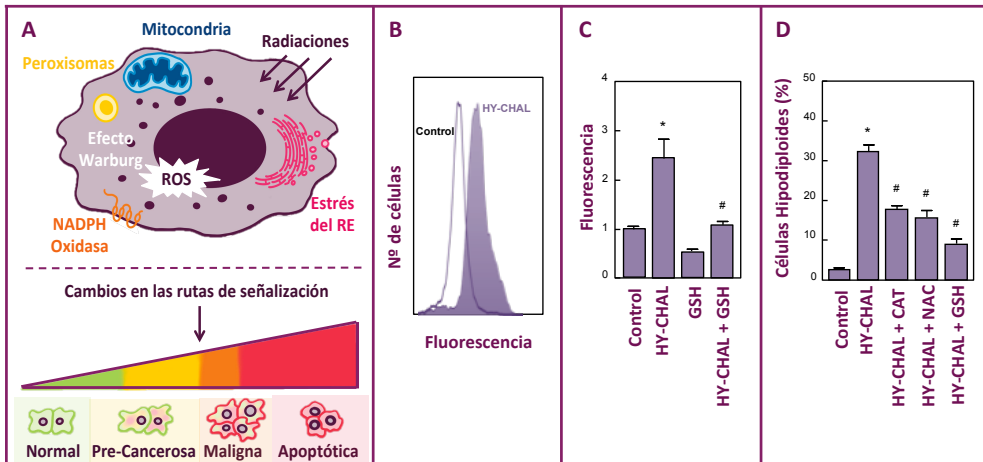 A
Mitocondria
Radiaciones
Peroxisomas
Efecto
Warburg
ROS
NADPH
Oxidasa
Estrés
del RE
Cambios en las rutas de señalización
Normal
Pre-Cancerosa
Maligna
Apoptótica
B
Control
HY-CHAL
Nº de células
Fluorescencia
C
Fluorescencia
4
3
2
1
0
*
#
Control
HY-CHAL
GSH
HY-CHAL + GSH
D
Células Hipodiploides (%)
50
40
30
20
10
0
*
#
#
#
Control
HY-CHAL
HY-CHAL + CAT
HY-CHAL + NAC
HY-CHAL + GSH